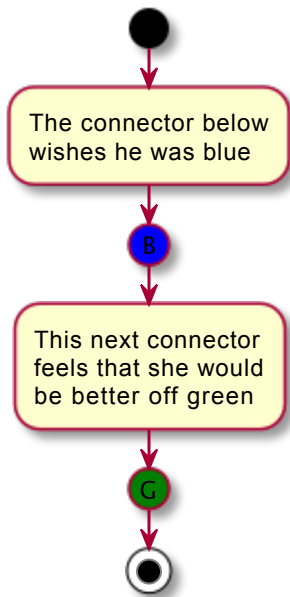 The connector below
wishes he was blue
B
This next connector
feels that she would
be better off green
G